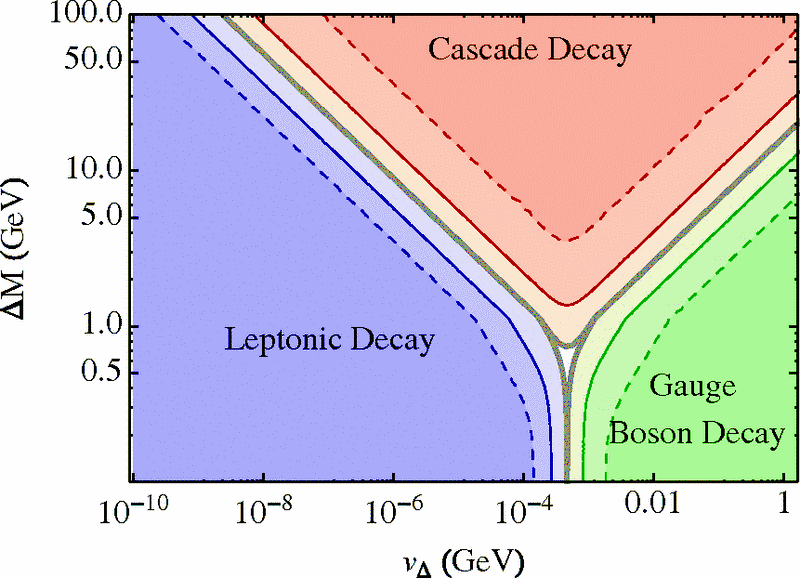 100.0
50.0
10.0
5.0
1.0
0.5
ΔM (GeV)
Cascade Decay
Leptonic Decay
Gauge
Boson Decay
10⁻¹⁰
10⁻⁸
10⁻⁶
10⁻⁴
0.01
1
vΔ (GeV)